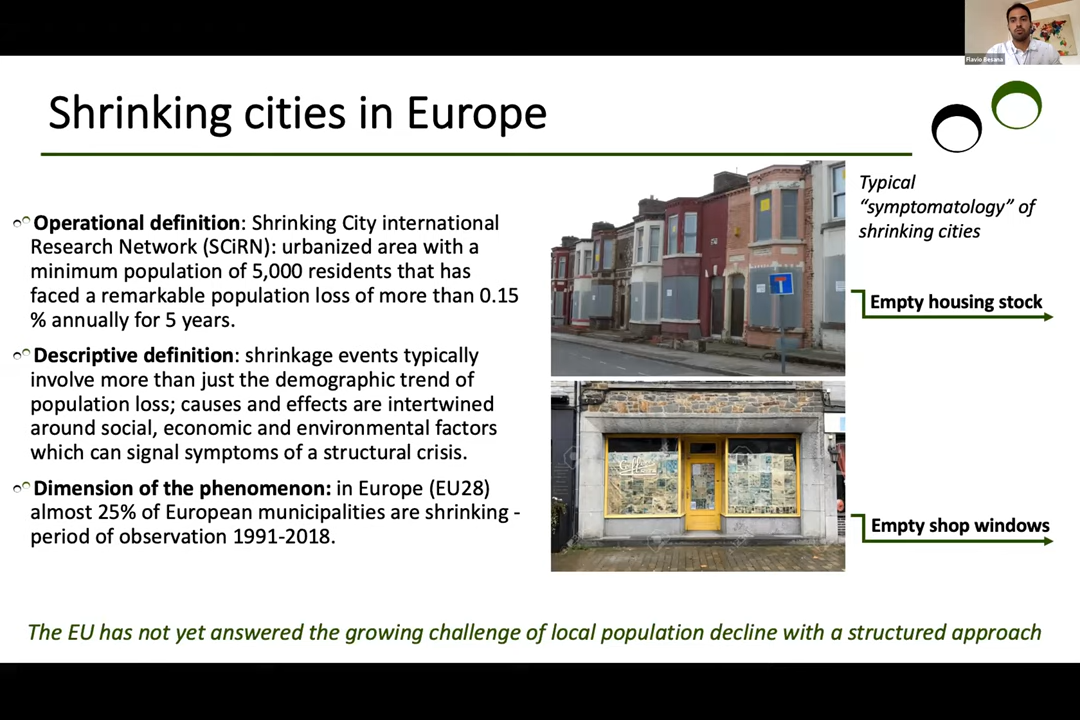 Flavio Besana
Shrinking cities in Europe
Operational definition: Shrinking City international
Research Network (SCiRN): urbanized area with a
minimum population of 5,000 residents that has
faced a remarkable population loss of more than 0.15
% annually for 5 years.
Descriptive definition: shrinkage events typically
involve more than just the demographic trend of
population loss; causes and effects are intertwined
around social, economic and environmental factors
which can signal symptoms of a structural crisis.
Dimension of the phenomenon: in Europe (EU28)
almost 25% of European municipalities are shrinking -
period of observation 1991-2018.
Typical
“symptomatology” of
shrinking cities
Empty housing stock
Empty shop windows
The EU has not yet answered the growing challenge of local population decline with a structured approach